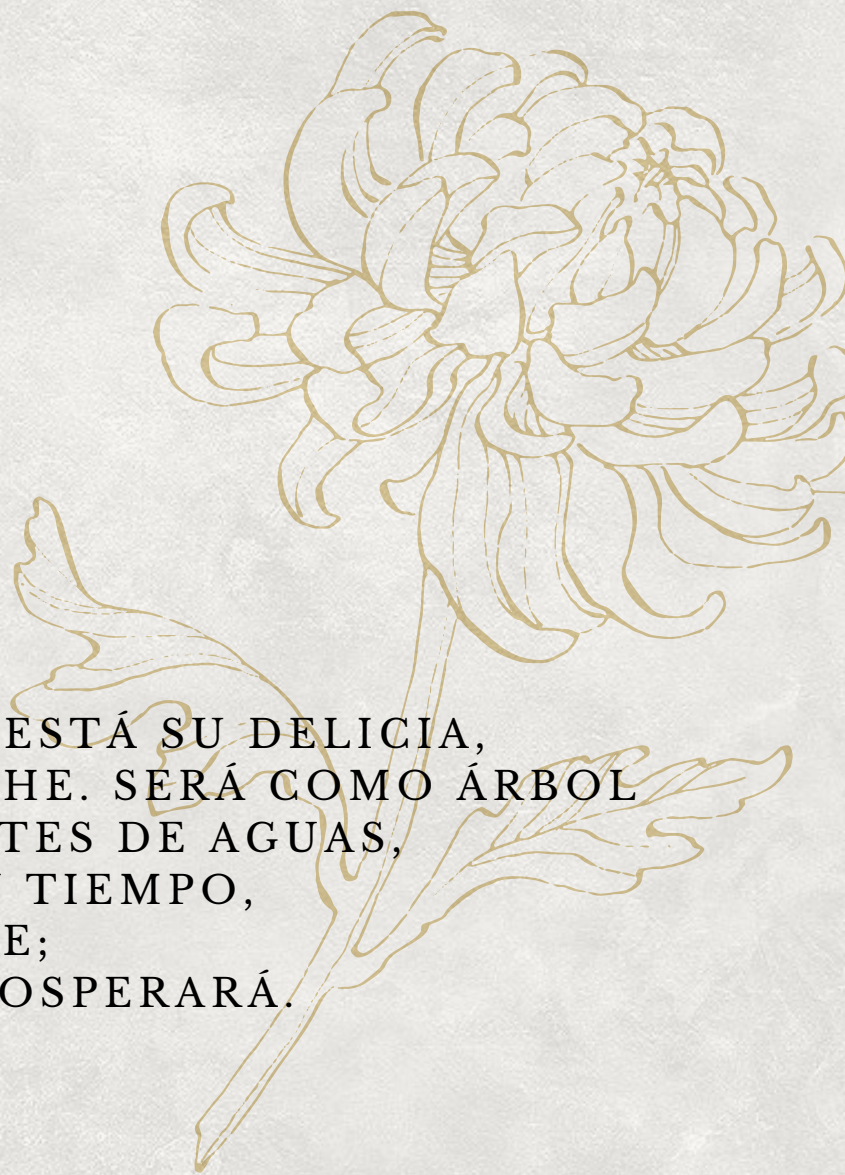 ESTÁ SU DELICIA,
HE. SERÁ COMO ÁRBOL
TES DE AGUAS,
TIEMPO,
E;
OSPERARÁ.